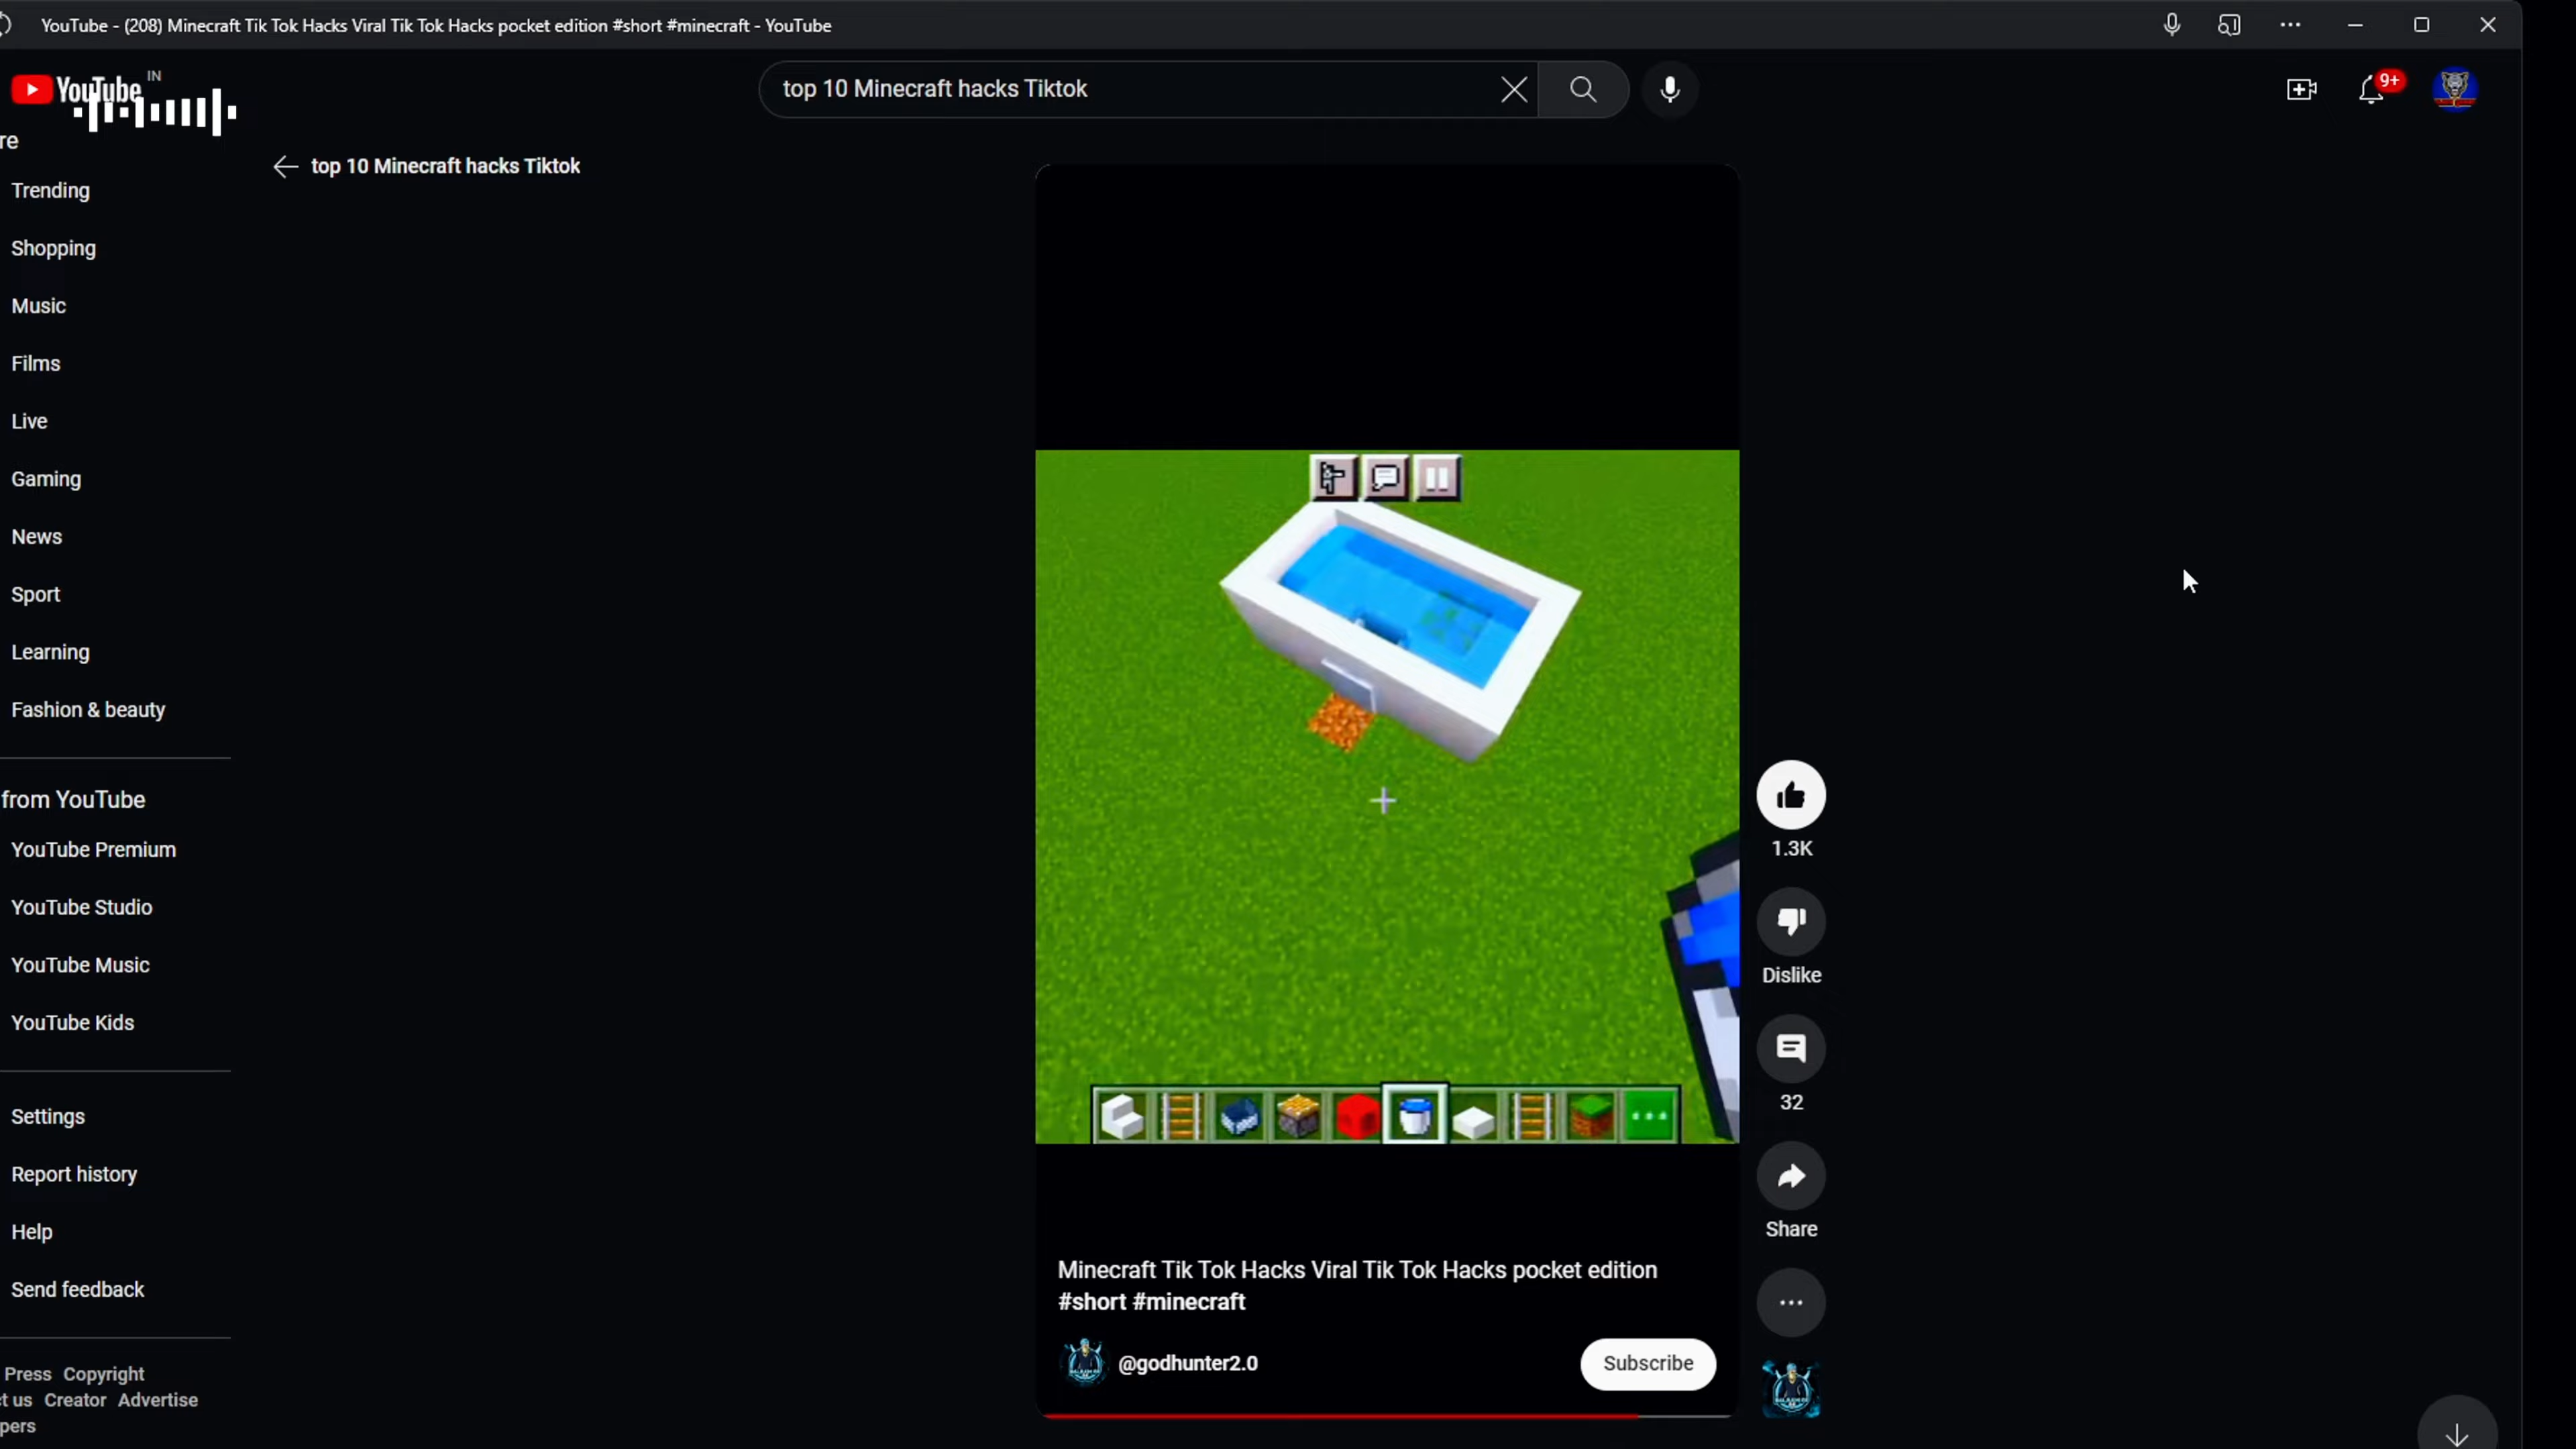 YouTube - (208) Minecraft Tik Tok Hacks Viral Tik Tok Hacks pocket edition #short #minecraft - YouTube
YouTube IN
top 10 Minecraft hacks Tiktok
9+
re
top 10 Minecraft hacks Tiktok
Trending
Shopping
Music
Films
Live
Gaming
News
Sport
Learning
Fashion & beauty
from YouTube
YouTube Premium
YouTube Studio
YouTube Music
YouTube Kids
Settings
Report history
Help
Send feedback
Press Copyright
ct us Creator Advertise
pers
1.3K
Dislike
32
Share
Minecraft Tik Tok Hacks Viral Tik Tok Hacks pocket edition
#short #minecraft
@godhunter2.0
Subscribe